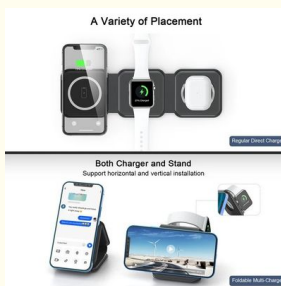 A Variety of Placement
Regular Direct Charge
Both Charger and Stand
Support horizontal and vertical installation
Foldable Multi-Charge